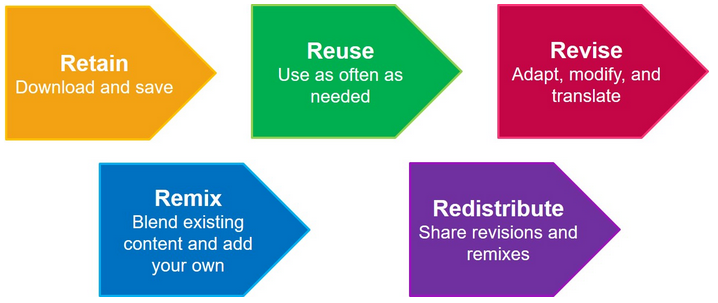 Retain
Download and save
Reuse
Use as often as
needed
Revise
Adapt, modify, and
translate
Remix
Blend existing
content and add
your own
Redistribute
Share revisions and
remixes